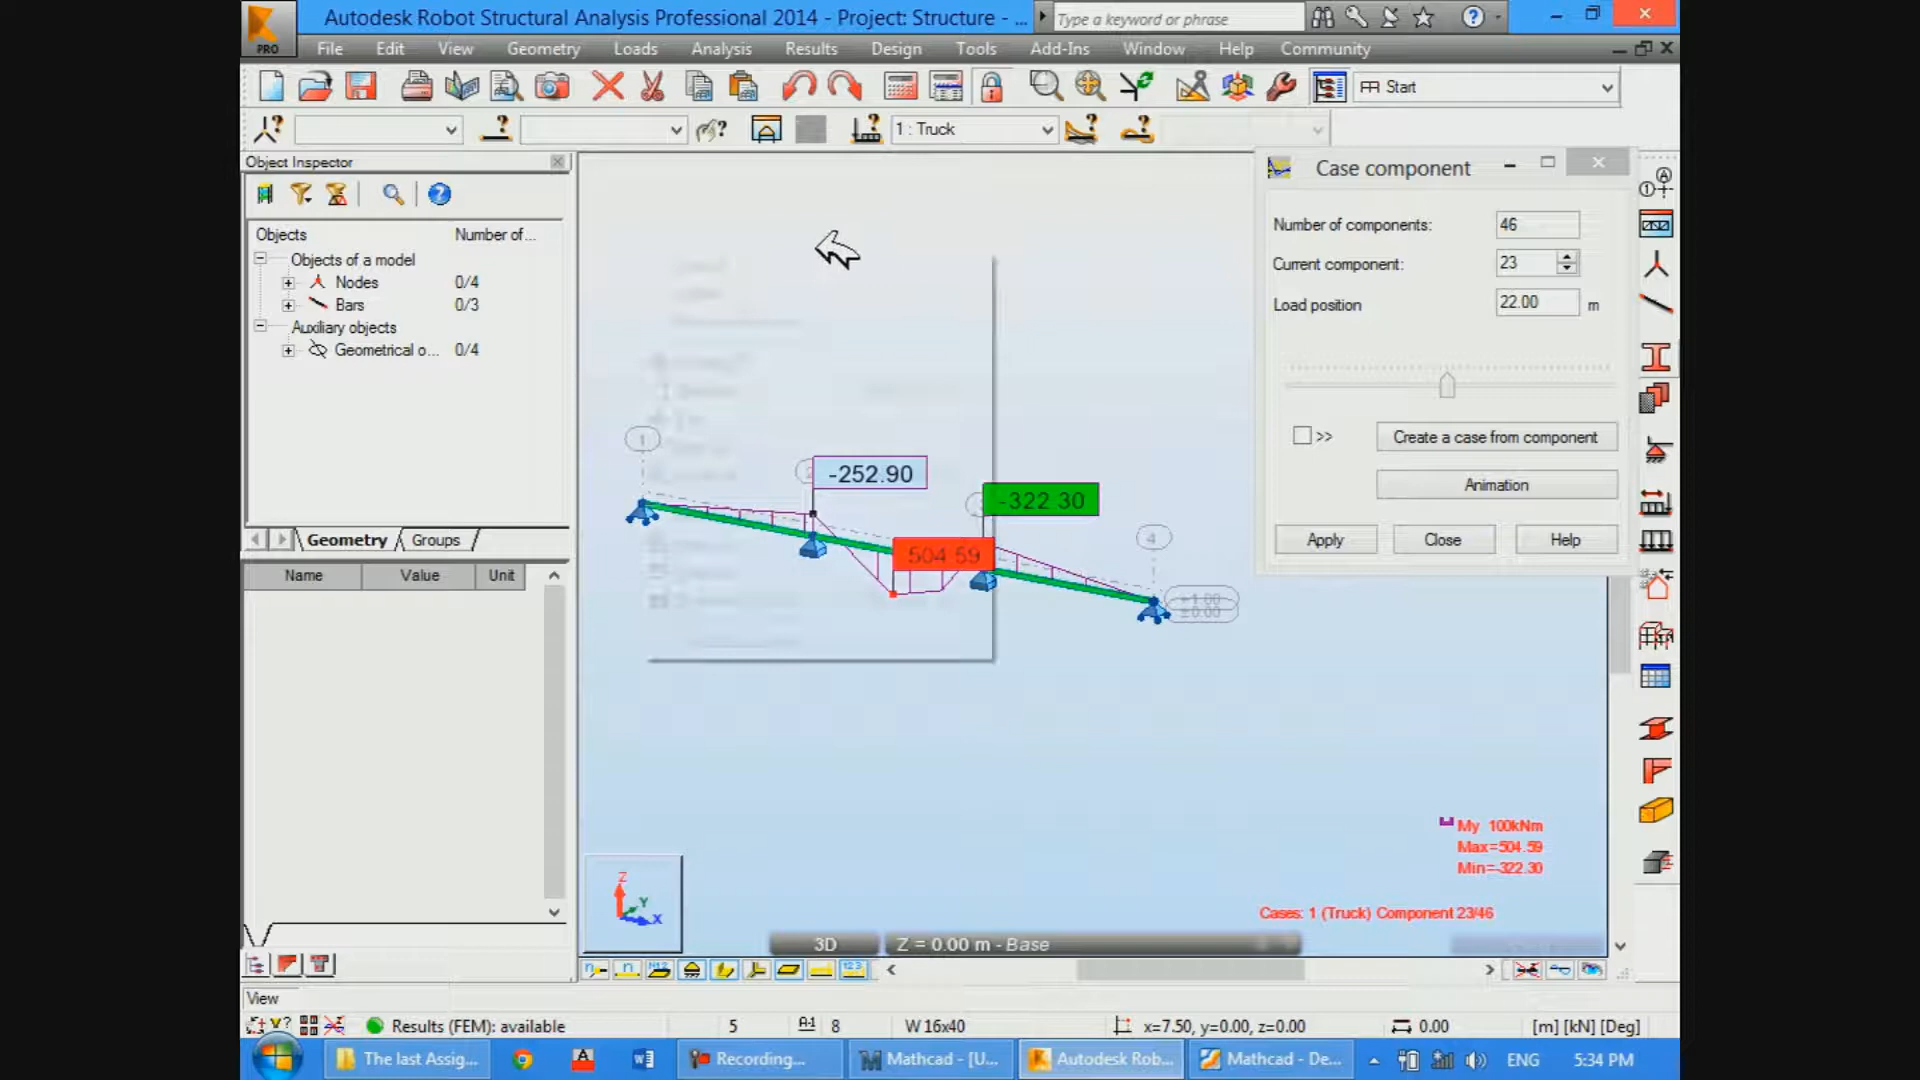 Autodesk Robot Structural Analysis Professional 2014 - Project: Structure - ...
Type a keyword or phrase
PRO
File Edit View Geometry Loads Analysis Results Design Tools Add-Ins Window Help Community
Start
1 : Truck
Object Inspector
Objects Number of...
Objects of a model
Nodes 0/4
Bars 0/3
Auxiliary objects
Geometrical o... 0/4
Geometry Groups
Name Value Unit
Case component
Number of components: 46
Current component: 23
Load position 22.00 m
>> Create a case from component
Animation
Apply Close Help
1
-252.90
-322.30
504.59
4
+1.00
±0.00
My 100kNm
Max=504.59
Min=-322.30
Cases: 1 (Truck) Component 23/46
Z
Y
X
3D Z = 0.00 m - Base
View
Results (FEM): available 5 8 W 16x40 x=7.50, y=0.00, z=0.00 0.00 [m] [kN] [Deg]
The last Assig... Recording... Mathcad - [U... Autodesk Rob... Mathcad - De... ENG 5:34 PM